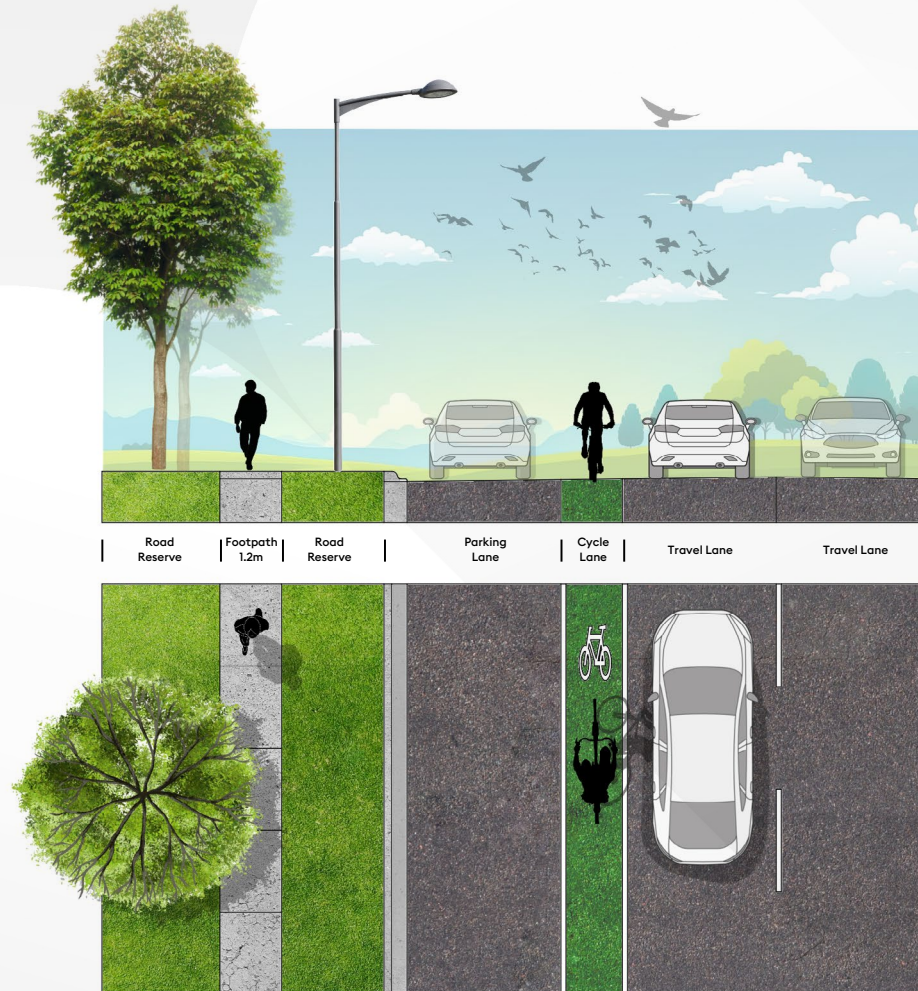 Road
Reserve
Footpath
1.2m
Road
Reserve
Parking
Lane
Cycle
Lane
Travel Lane
Travel Lane